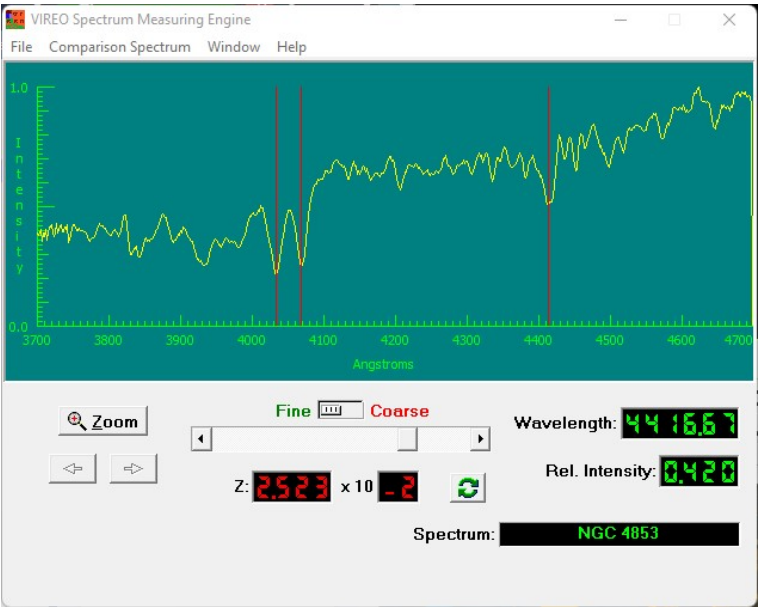 VIREO Spectrum Measuring Engine
File Comparison Spectrum Window Help
1.0
Intensity
0.0
3700 3800 3900 4000 4100 4200 4300 4400 4500 4600 4700
Angstroms
Fine Coarse
Zoom
Wavelength: 4416.67
Z: 2.523 x 10 -2
Rel. Intensity: 0.420
Spectrum: NGC 4853